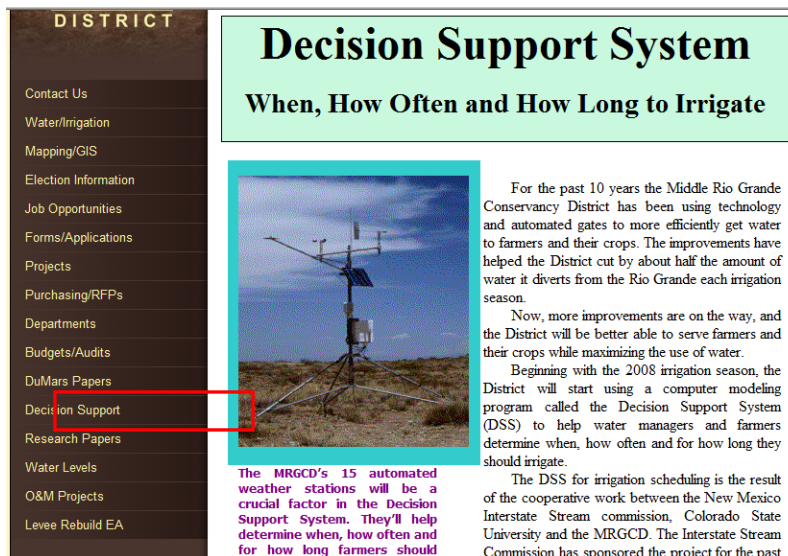 DISTRICT
Contact Us
Water/Irrigation
Mapping/GIS
Election Information
Job Opportunities
Forms/Applications
Projects
Purchasing/RFPs
Departments
Budgets/Audits
DuMars Papers
Decision Support
Research Papers
Water Levels
O&M Projects
Levee Rebuild EA
Decision Support System
When, How Often and How Long to Irrigate
The MRGCD's 15 automated
weather stations will be a
crucial factor in the Decision
Support System. They'll help
determine when, how often and
for how long farmers should
For the past 10 years the Middle Rio Grande
Conservancy District has been using technology
and automated gates to more efficiently get water
to farmers and their crops. The improvements have
helped the District cut by about half the amount of
water it diverts from the Rio Grande each irrigation
season.
Now, more improvements are on the way, and
the District will be better able to serve farmers and
their crops while maximizing the use of water.
Beginning with the 2008 irrigation season, the
District will start using a computer modeling
program called the Decision Support System
(DSS) to help water managers and farmers
determine when, how often and for how long they
should irrigate.
The DSS for irrigation scheduling is the result
of the cooperative work between the New Mexico
Interstate Stream commission, Colorado State
University and the MRGCD. The Interstate Stream
Commission has sponsored the project for the past